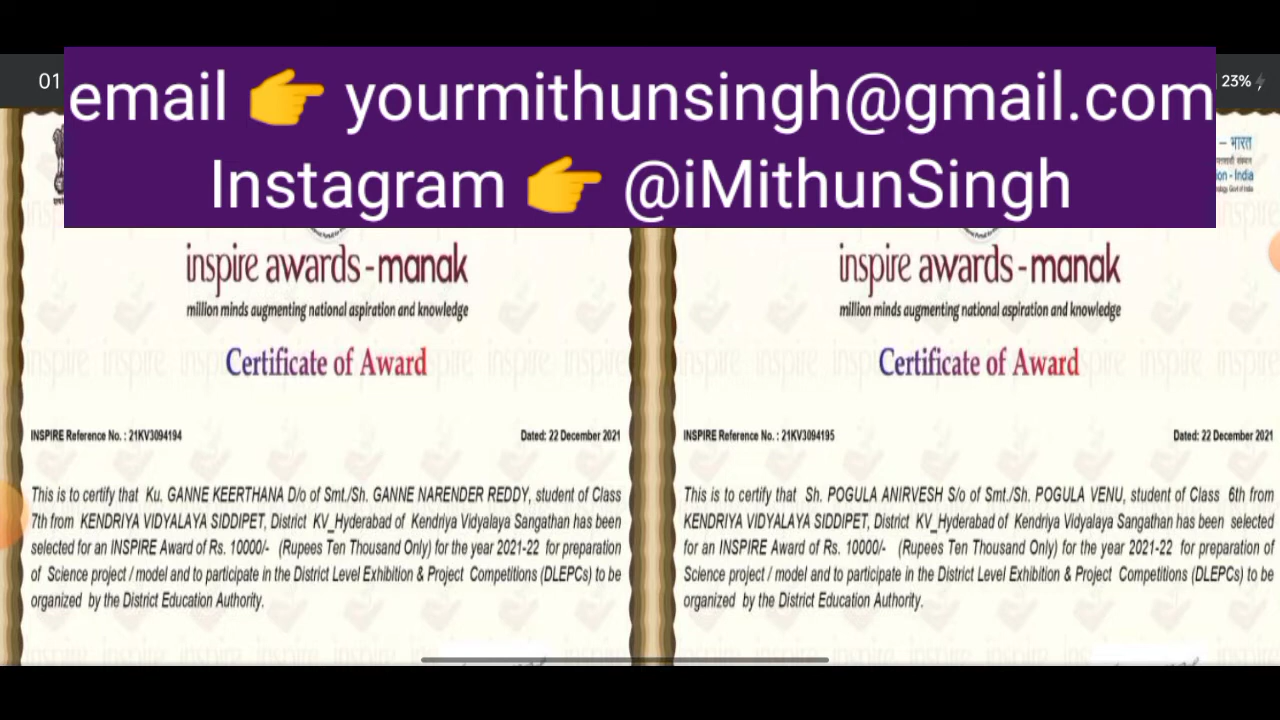 01
email 👉 yourmithunsingh@gmail.com
Instagram 👉 @iMithunSingh
23%
– भारत
on - India
inspire awards - manak
million minds augmenting national aspiration and knowledge
Certificate of Award
INSPIRE Reference No. : 21KV3094194 Dated: 22 December 2021
This is to certify that Ku. GANNE KEERTHANA D/o of Smt./Sh. GANNE NARENDER REDDY, student of Class
7th from KENDRIYA VIDYALAYA SIDDIPET, District KV_Hyderabad of Kendriya Vidyalaya Sangathan has been
selected for an INSPIRE Award of Rs. 10000/- (Rupees Ten Thousand Only) for the year 2021-22 for preparation
of Science project / model and to participate in the District Level Exhibition & Project Competitions (DLEPCs) to be
organized by the District Education Authority.
inspire awards - manak
million minds augmenting national aspiration and knowledge
Certificate of Award
INSPIRE Reference No. : 21KV3094195 Dated: 22 December 2021
This is to certify that Sh. POGULA ANIRVESH S/o of Smt./Sh. POGULA VENU, student of Class 6th from
KENDRIYA VIDYALAYA SIDDIPET, District KV_Hyderabad of Kendriya Vidyalaya Sangathan has been selected
for an INSPIRE Award of Rs. 10000/- (Rupees Ten Thousand Only) for the year 2021-22 for preparation of
Science project / model and to participate in the District Level Exhibition & Project Competitions (DLEPCs) to be
organized by the District Education Authority.